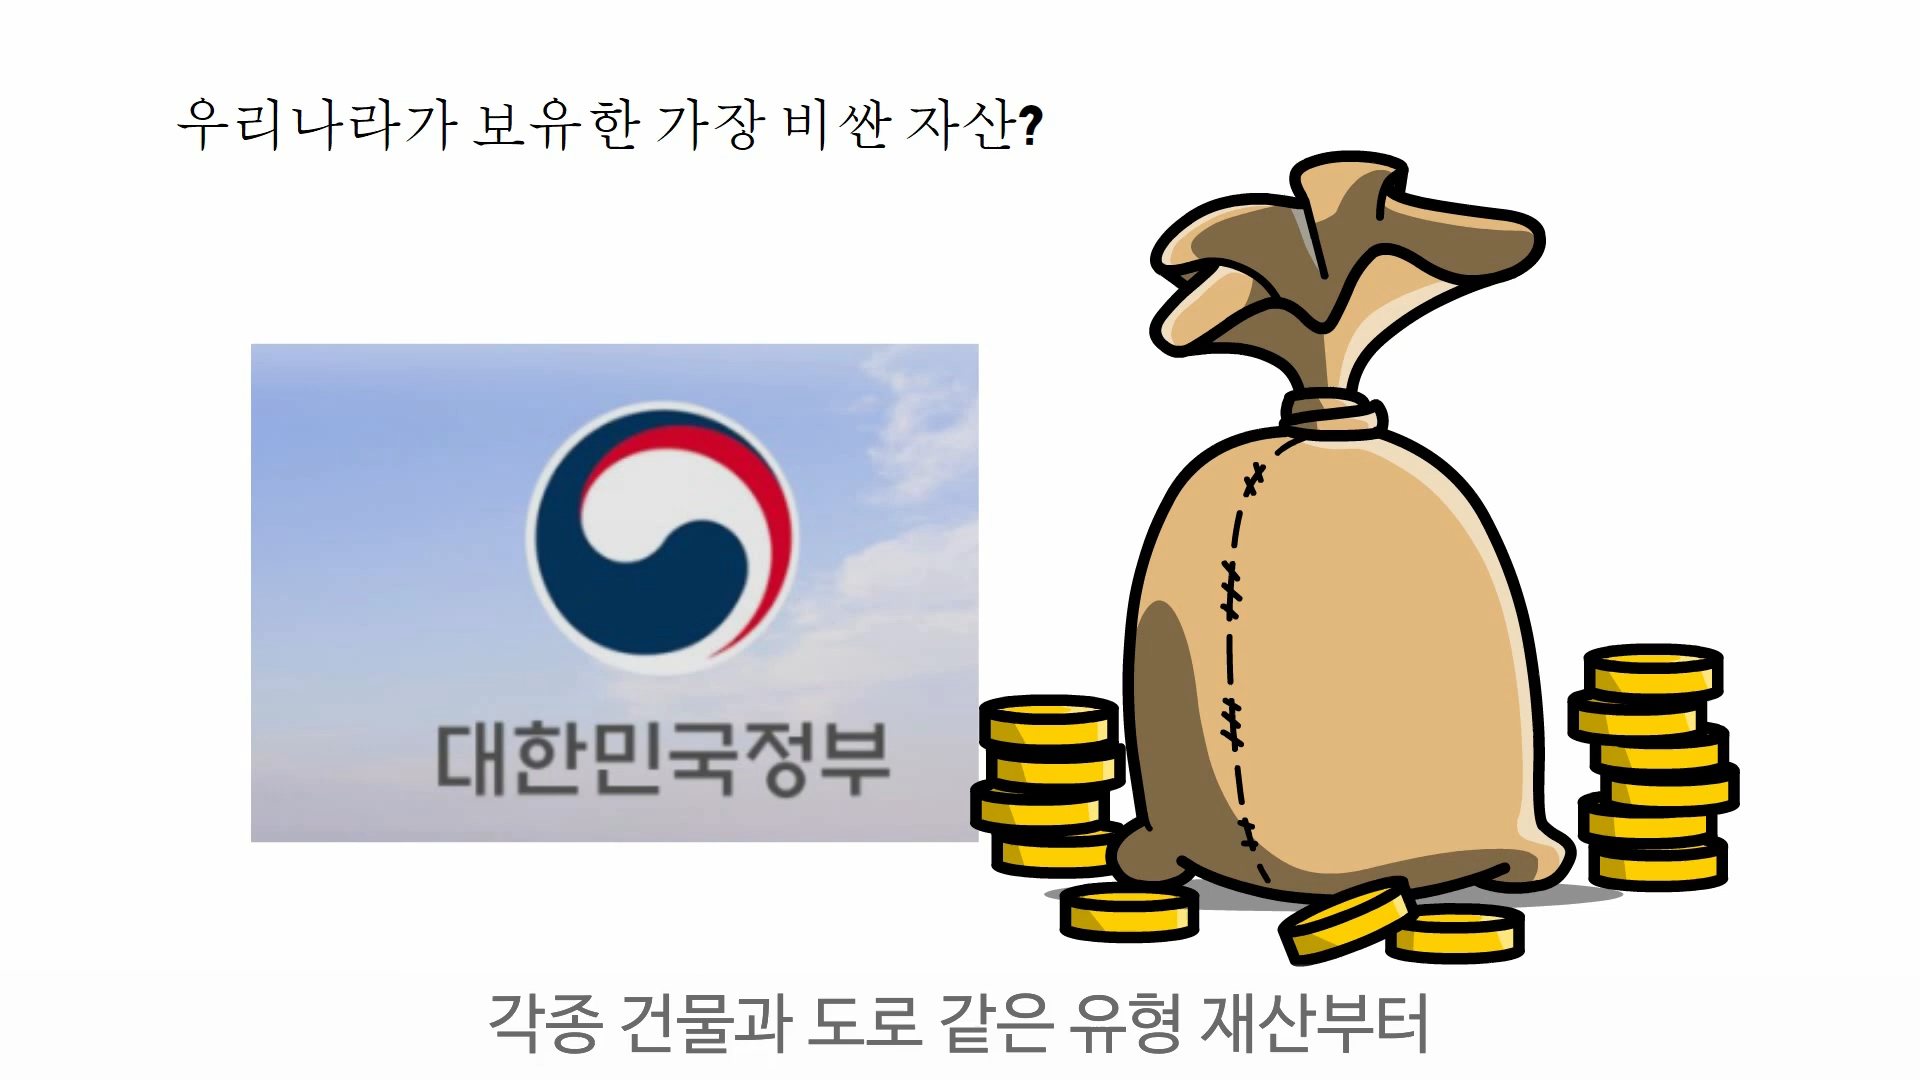 우리나라가 보유한 가장 비싼 자산?
대한민국정부
각종 건물과 도로 같은 유형 재산부터